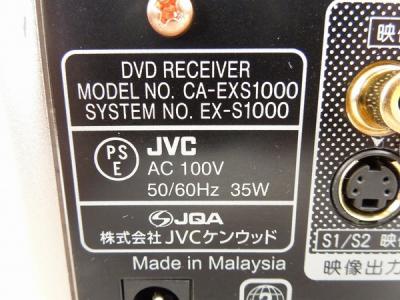 DVD RECEIVER
MODEL NO. CA-EXS1000
SYSTEM NO. EX-S1000
PS
E
JVC
AC 100V
50/60Hz 35W
JQA
株式会社JVCケンウッド
Made in Malaysia
S1/S2 映
映像出力